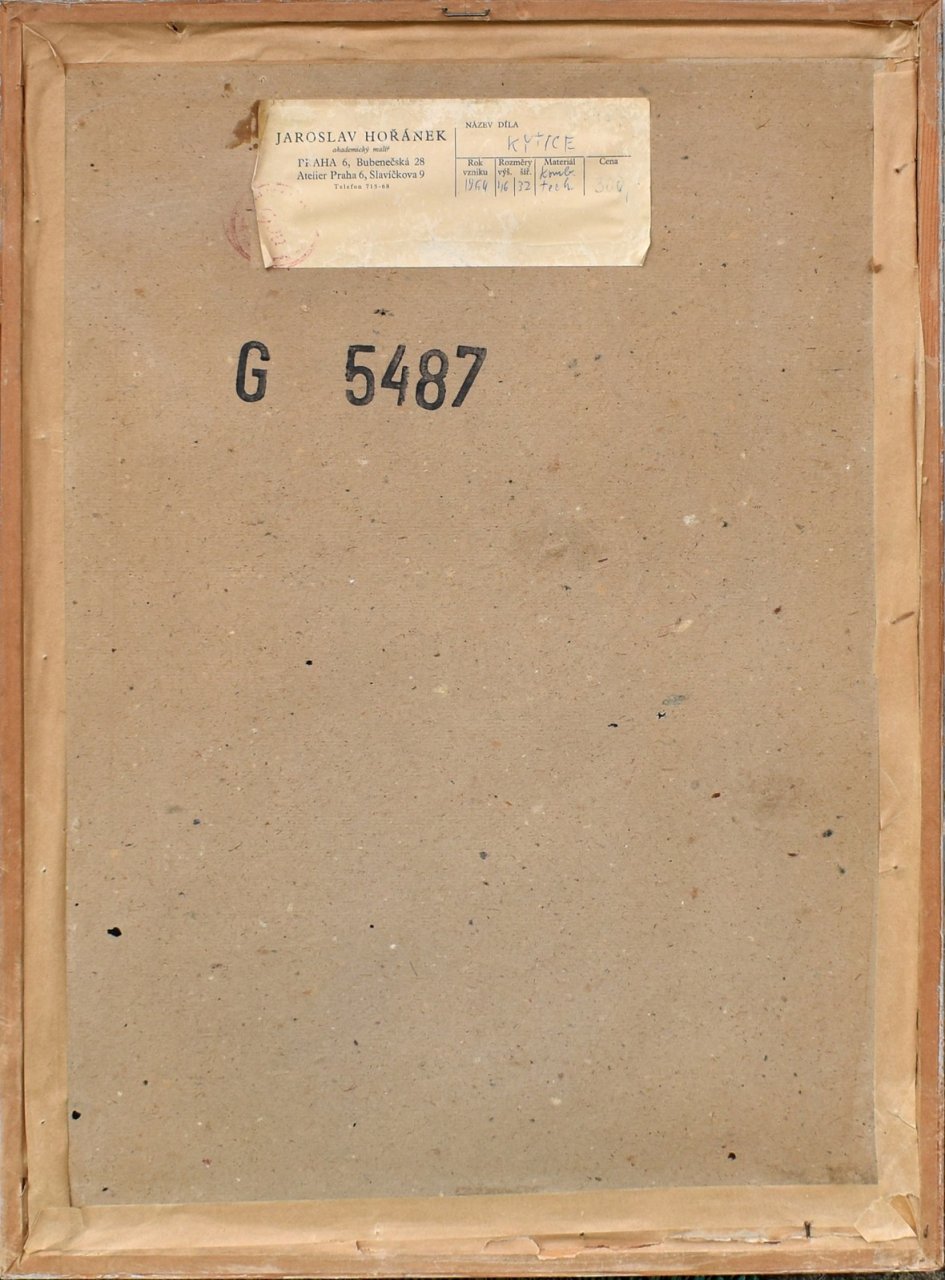 JAROSLAV HOŘÁNEK
akademický malíř
PRAHA 6, Bubenečská 28
Atelier Praha 6, Slavíčkova 9
Telefon 715-68
NÁZEV DÍLA
KYTICE
Rok vzniku
Rozměry výš. šíř.
Materiál
Cena
1964
46
32
komb. tech.
G 5487